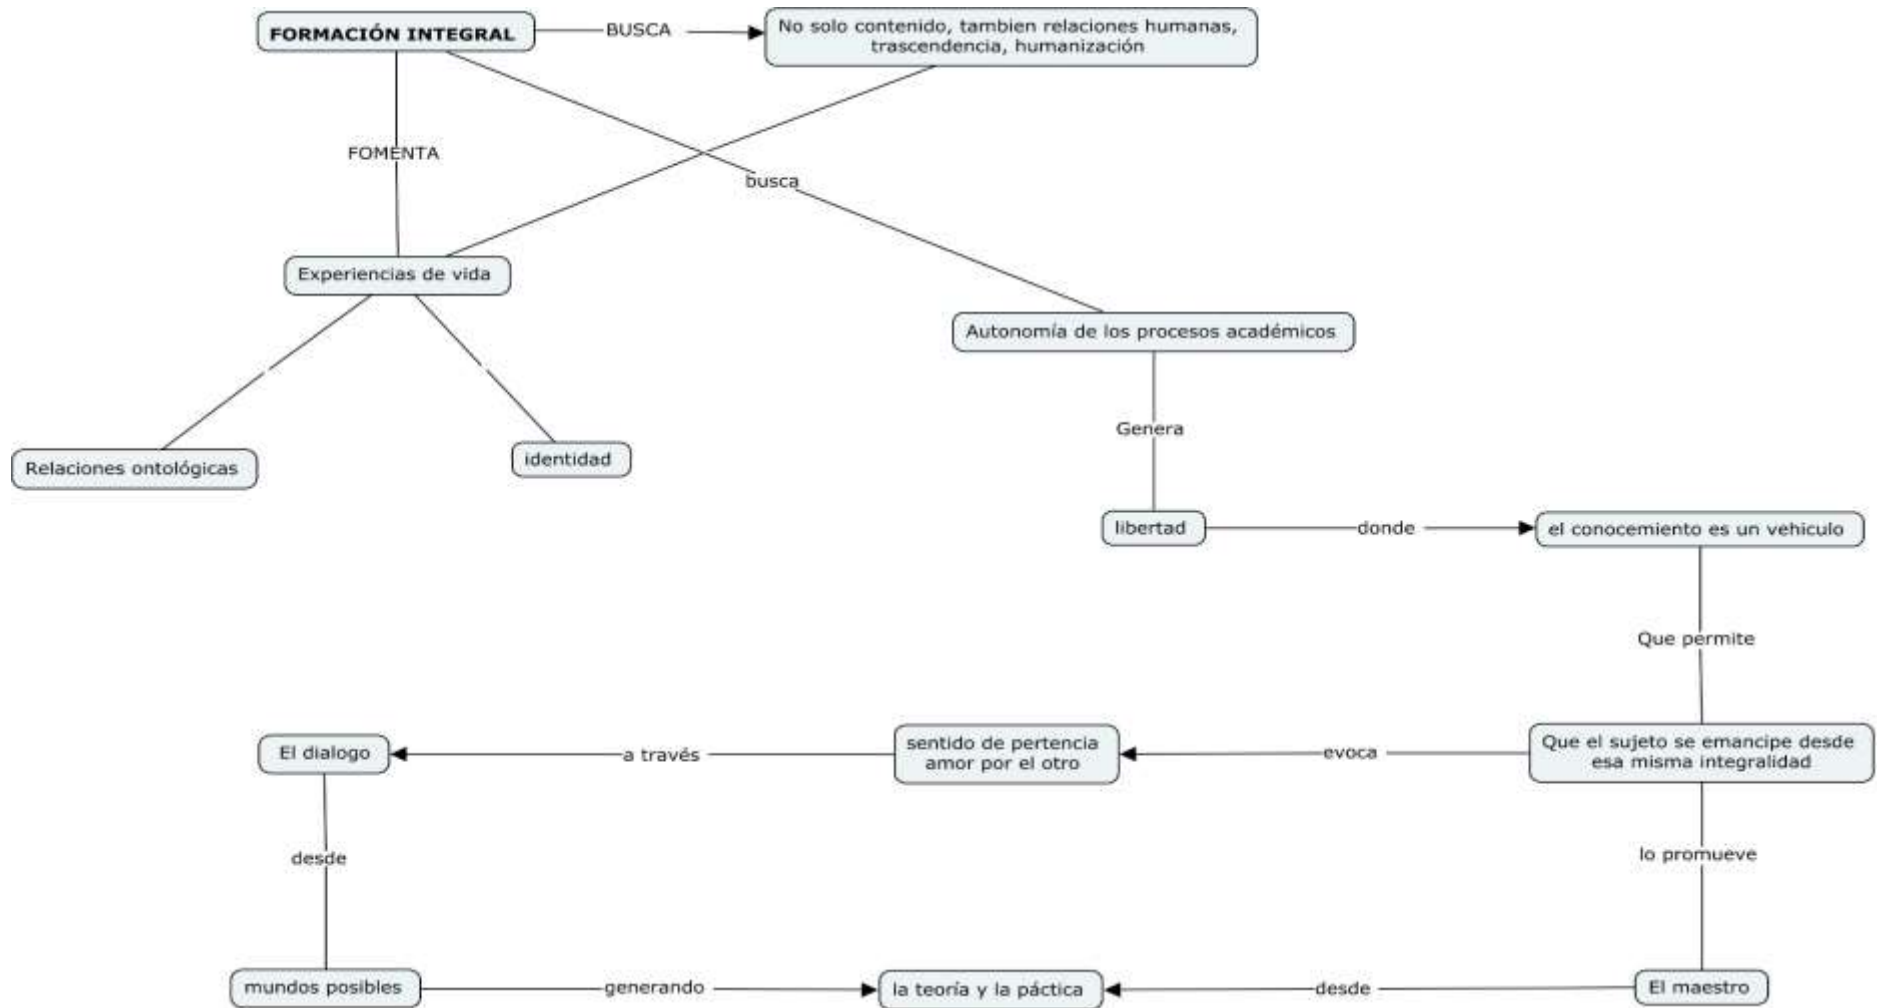 FORMACIÓN INTEGRAL
BUSCA
No solo contenido, tambien relaciones humanas,
trascendencia, humanización
FOMENTA
busca
Experiencias de vida
Autonomía de los procesos académicos
Relaciones ontológicas
identidad
Genera
libertad
donde
el conocemiento es un vehiculo
Que permite
Que el sujeto se emancipe desde
esa misma integralidad
evoca
sentido de pertencia
amor por el otro
a través
El dialogo
desde
lo promueve
mundos posibles
generando
la teoría y la páctica
desde
El maestro